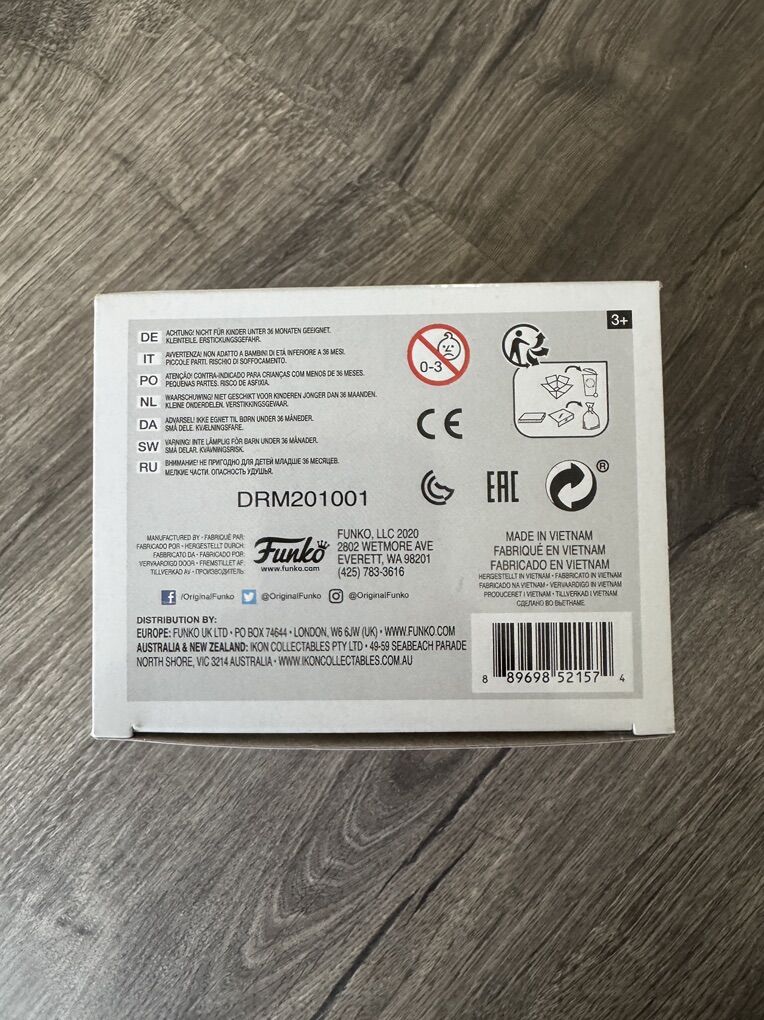 3+
DE ACHTUNG! NICHT FÜR KINDER UNTER 36 MONATEN GEEIGNET.
KLEINTEILE. ERSTICKUNGSGEFAHR.
IT AVVERTENZA! NON ADATTO A BAMBINI DI ETÀ INFERIORE A 36 MESI.
PICCOLE PARTI. RISCHIO DI SOFFOCAMENTO.
PO ATENÇÃO! CONTRA-INDICADO PARA CRIANÇAS COM MENOS DE 36 MESES.
PEQUENAS PARTES. RISCO DE ASFIXIA.
NL WAARSCHUWING! NIET GESCHIKT VOOR KINDEREN JONGER DAN 36 MAANDEN.
KLEINE ONDERDELEN. VERSTIKKINGSGEVAAR.
DA ADVARSEL! IKKE EGNET TIL BØRN UNDER 36 MÅNEDER.
SMÅ DELE. KVÆLNINGSFARE.
SW VARNING! INTE LÄMPLIG FÖR BARN UNDER 36 MÅNADER.
SMÅ DELAR. KVÄVNINGSRISK.
RU ВНИМАНИЕ! НЕ ПРИГОДНО ДЛЯ ДЕТЕЙ МЛАДШЕ 36 МЕСЯЦЕВ.
МЕЛКИЕ ЧАСТИ. ОПАСНОСТЬ УДУШЬЯ.
0-3
CE
EAC
®
DRM201001
MANUFACTURED BY • FABRIQUÉ PAR:
FABRICADO POR • HERGESTELLT DURCH:
FABBRICATO DA • FABRICADO POR:
VERVAARDIGD DOOR • FREMSTILLET AF:
TILLVERKAD AV • ПРОИЗВОДИТЕЛЬ:
Funko
www.funko.com
FUNKO, LLC 2020
2802 WETMORE AVE
EVERETT, WA 98201
(425) 783-3616
MADE IN VIETNAM
FABRIQUÉ EN VIETNAM
FABRICADO EN VIETNAM
HERGESTELLT IN VIETNAM • FABBRICATO IN VIETNAM
FABRICADO NA VIETNAM • VERVAARDIGD IN VIETNAM
PRODUCERET I VIETNAM • TILLVERKAD I VIETNAM
СДЕЛАНО ВО ВЬЕТНАМЕ
f /OriginalFunko @OriginalFunko @OriginalFunko
DISTRIBUTION BY:
EUROPE: FUNKO UK LTD • PO BOX 74644 • LONDON, W6 6JW (UK) • WWW.FUNKO.COM
AUSTRALIA & NEW ZEALAND: IKON COLLECTABLES PTY LTD • 49-59 SEABEACH PARADE
NORTH SHORE, VIC 3214 AUSTRALIA • WWW.IKONCOLLECTABLES.COM.AU
8 89698 52157 4